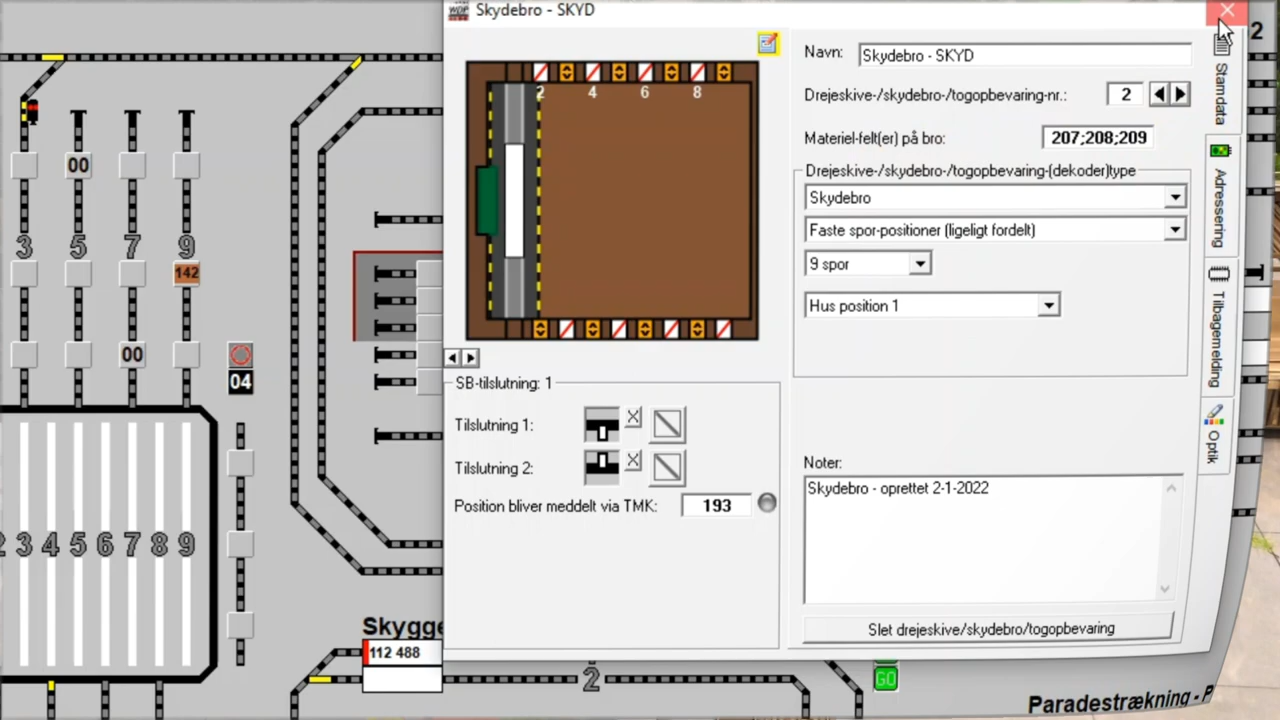 WDP Skydebro - SKYD
2
Navn: Skydebro - SKYD
2 4 6 8
Drejeskive-/skydebro-/togopbevaring-nr.: 2
Materiel-felt(er) på bro: 207;208;209
Drejeskive-/skydebro-/togopbevaring-(dekoder)type
Skydebro
Faste spor-positioner (ligeligt fordelt)
9 spor
Hus position 1
Stamdata
Adressering
Tilbagemelding
Optik
SB-tilslutning: 1
Tilslutning 1:
Tilslutning 2:
Position bliver meddelt via TMK: 193
Noter:
Skydebro - oprettet 2-1-2022
Slet drejeskive/skydebro/togopbevaring
00
3 5 7 9
142
00
04
3 4 5 6 7 8 9
Skygge
112 488
2
GO
Paradestrækning - P